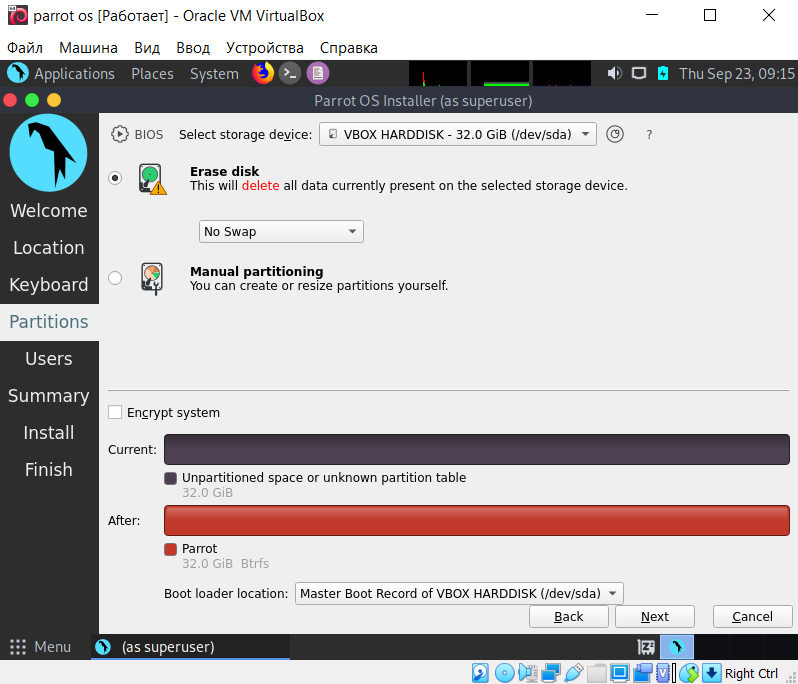 parrot os [Работает] - Oracle VM VirtualBox
Файл Машина Вид Ввод Устройства Справка
Applications Places System Thu Sep 23, 09:15
Parrot OS Installer (as superuser)
Welcome
Location
Keyboard
Partitions
Users
Summary
Install
Finish
BIOS Select storage device: VBOX HARDDISK - 32.0 GiB (/dev/sda) ?
Erase disk
This will delete all data currently present on the selected storage device.
No Swap
Manual partitioning
You can create or resize partitions yourself.
Encrypt system
Current:
Unpartitioned space or unknown partition table
32.0 GiB
After:
Parrot
32.0 GiB Btrfs
Boot loader location: Master Boot Record of VBOX HARDDISK (/dev/sda)
Back Next Cancel
Menu (as superuser)
Right Ctrl